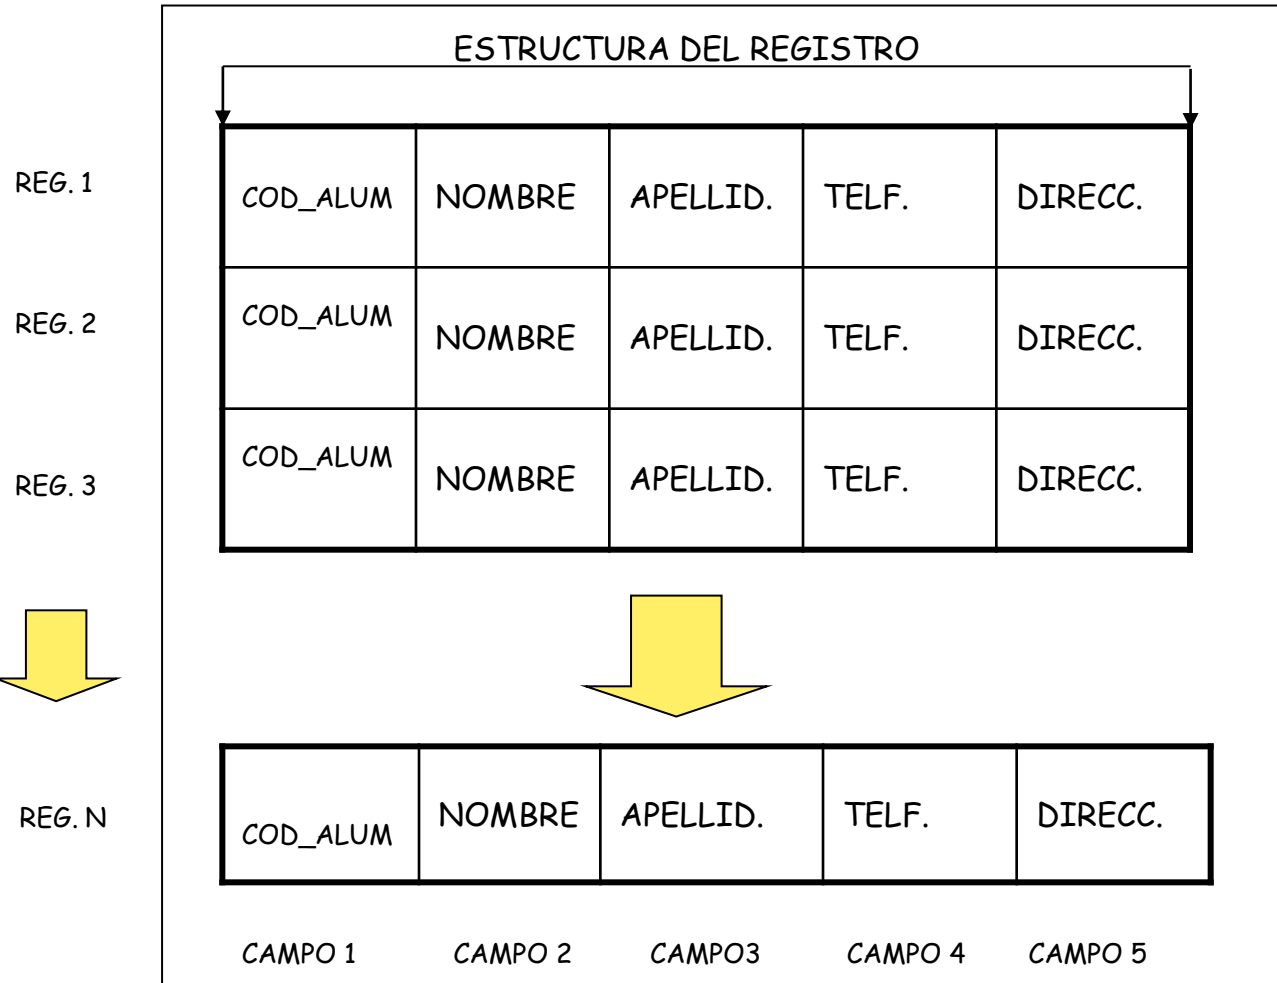 ESTRUCTURA DEL REGISTRO
REG. 1 COD_ALUM NOMBRE APELLID. TELF. DIRECC.
REG. 2 COD_ALUM NOMBRE APELLID. TELF. DIRECC.
REG. 3 COD_ALUM NOMBRE APELLID. TELF. DIRECC.
REG. N COD_ALUM NOMBRE APELLID. TELF. DIRECC.
CAMPO 1 CAMPO 2 CAMPO3 CAMPO 4 CAMPO 5